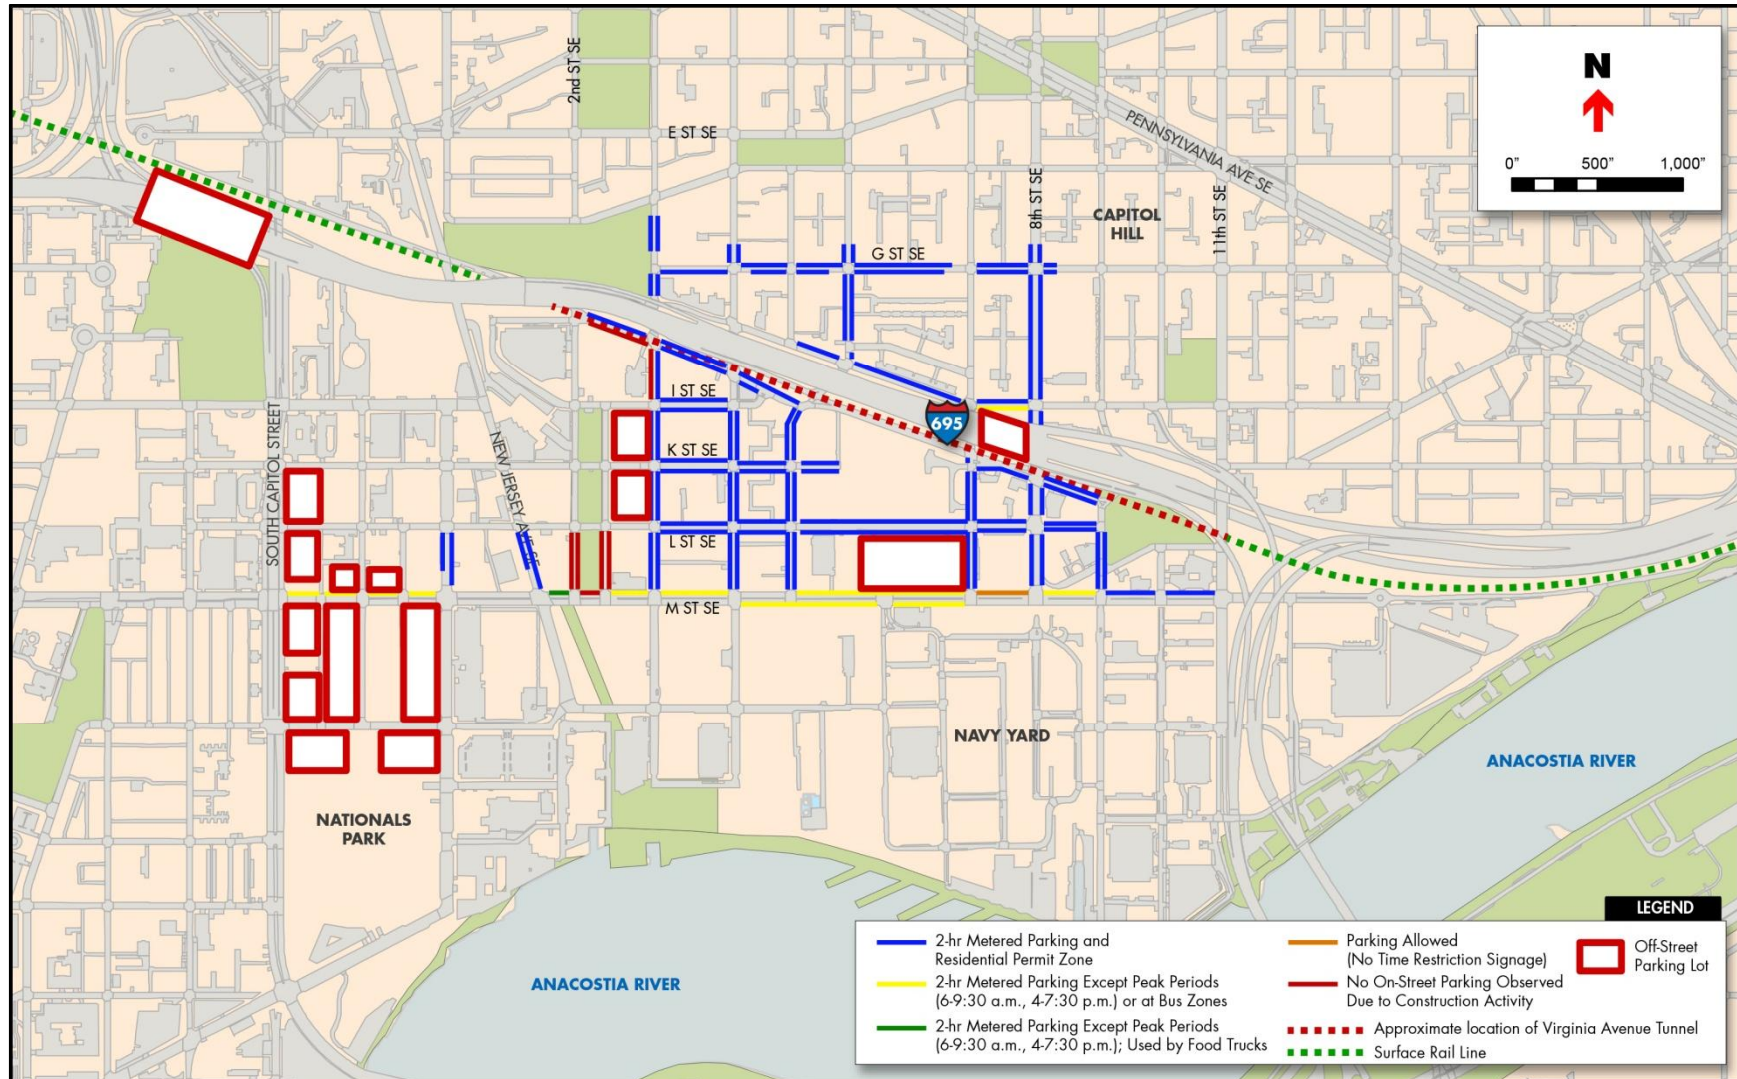 N
0” 500” 1,000”
2nd ST SE
E ST SE
PENNSYLVANIA AVE SE
8th ST SE
11th ST SE
CAPITOL
HILL
G ST SE
I ST SE
695
K ST SE
SOUTH CAPITOL STREET
NEW JERSEY AVE SE
L ST SE
M ST SE
NAVY YARD
ANACOSTIA RIVER
NATIONALS
PARK
ANACOSTIA RIVER
LEGEND
2-hr Metered Parking and
Residential Permit Zone
2-hr Metered Parking Except Peak Periods
(6-9:30 a.m., 4-7:30 p.m.) or at Bus Zones
2-hr Metered Parking Except Peak Periods
(6-9:30 a.m., 4-7:30 p.m.); Used by Food Trucks
Parking Allowed
(No Time Restriction Signage)
No On-Street Parking Observed
Due to Construction Activity
Approximate location of Virginia Avenue Tunnel
Surface Rail Line
Off-Street
Parking Lot